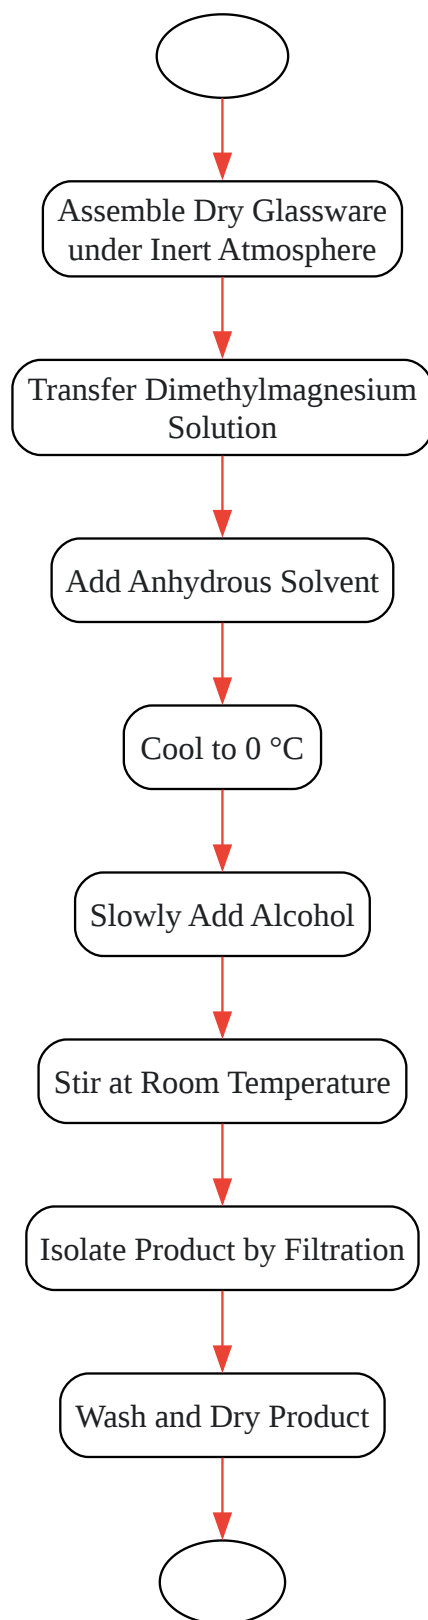 Assemble Dry Glassware
under Inert Atmosphere
Transfer Dimethylmagnesium
Solution
Add Anhydrous Solvent
Cool to 0 °C
Slowly Add Alcohol
Stir at Room Temperature
Isolate Product by Filtration
Wash and Dry Product